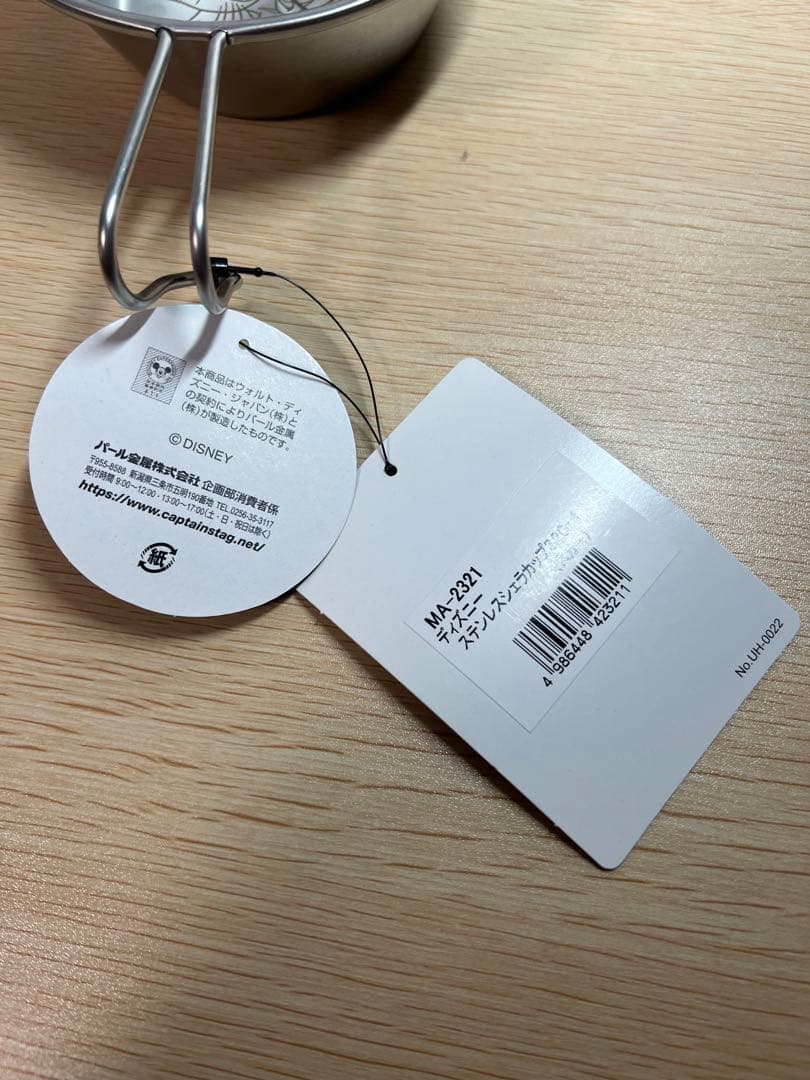 本商品はウォルト・ディ
ズニー・ジャパン(株)と
の契約によりパール金属
(株)が製造したものです。
©DISNEY
パール金属株式会社 企画部消費者係
〒955-8588 新潟県三条市五明190番地 TEL.0256-35-3117
受付時間 9:00〜12:00・13:00〜17:00(土・日・祝日は除く)
https://www.captainstag.net/
紙
MA-2321
ディズニー
ステンレスシェラカップ320ml
4 986448 423211
No.UH-0022